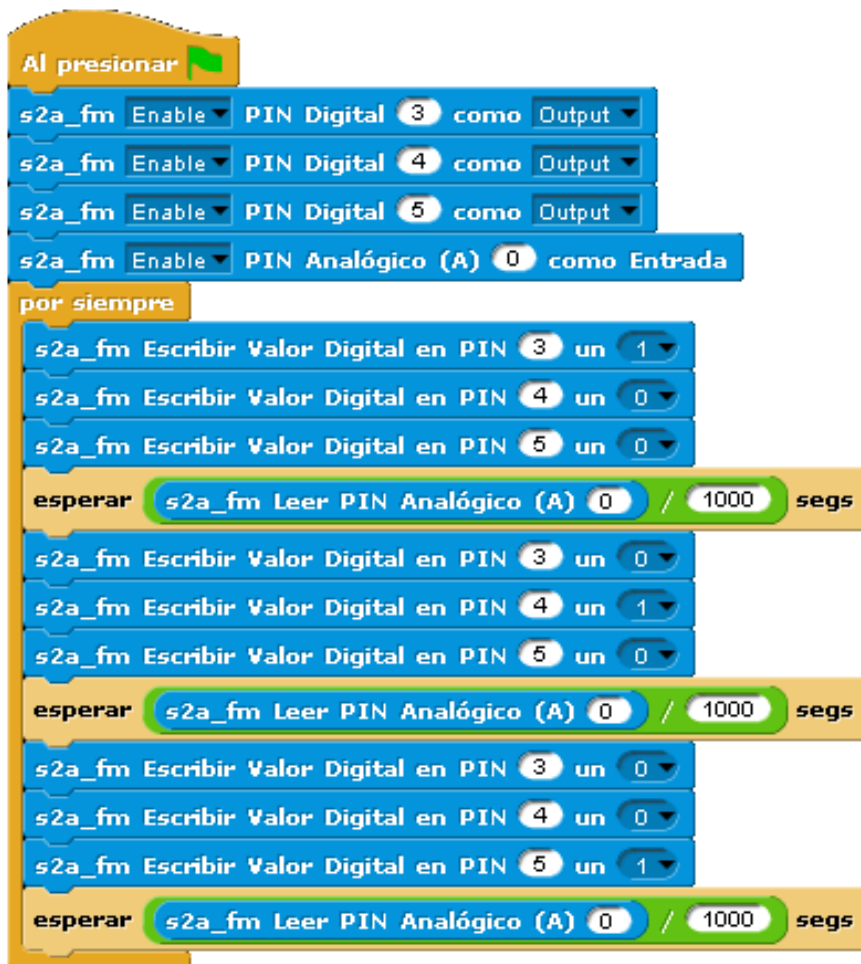 Al presionar
s2a_fm Enable PIN Digital 3 como Output
s2a_fm Enable PIN Digital 4 como Output
s2a_fm Enable PIN Digital 5 como Output
s2a_fm Enable PIN Analógico (A) 0 como Entrada
por siempre
s2a_fm Escribir Valor Digital en PIN 3 un 1
s2a_fm Escribir Valor Digital en PIN 4 un 0
s2a_fm Escribir Valor Digital en PIN 5 un 0
esperar s2a_fm Leer PIN Analógico (A) 0 / 1000 segs
s2a_fm Escribir Valor Digital en PIN 3 un 0
s2a_fm Escribir Valor Digital en PIN 4 un 1
s2a_fm Escribir Valor Digital en PIN 5 un 0
esperar s2a_fm Leer PIN Analógico (A) 0 / 1000 segs
s2a_fm Escribir Valor Digital en PIN 3 un 0
s2a_fm Escribir Valor Digital en PIN 4 un 0
s2a_fm Escribir Valor Digital en PIN 5 un 1
esperar s2a_fm Leer PIN Analógico (A) 0 / 1000 segs